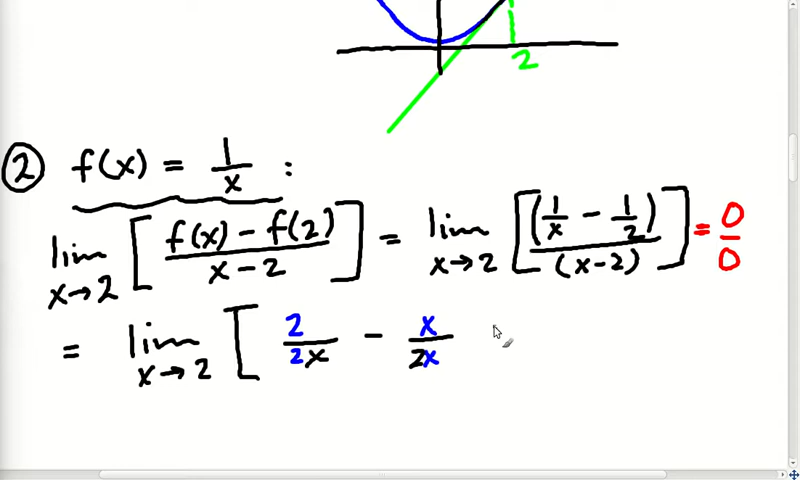 2
② f(x) = 1/x :
lim x→2 [ (f(x) − f(2)) / (x − 2) ] = lim x→2 [ (1/x − 1/2) / (x−2) ] = 0/0
= lim x→2 [ 2/2x − x/2x